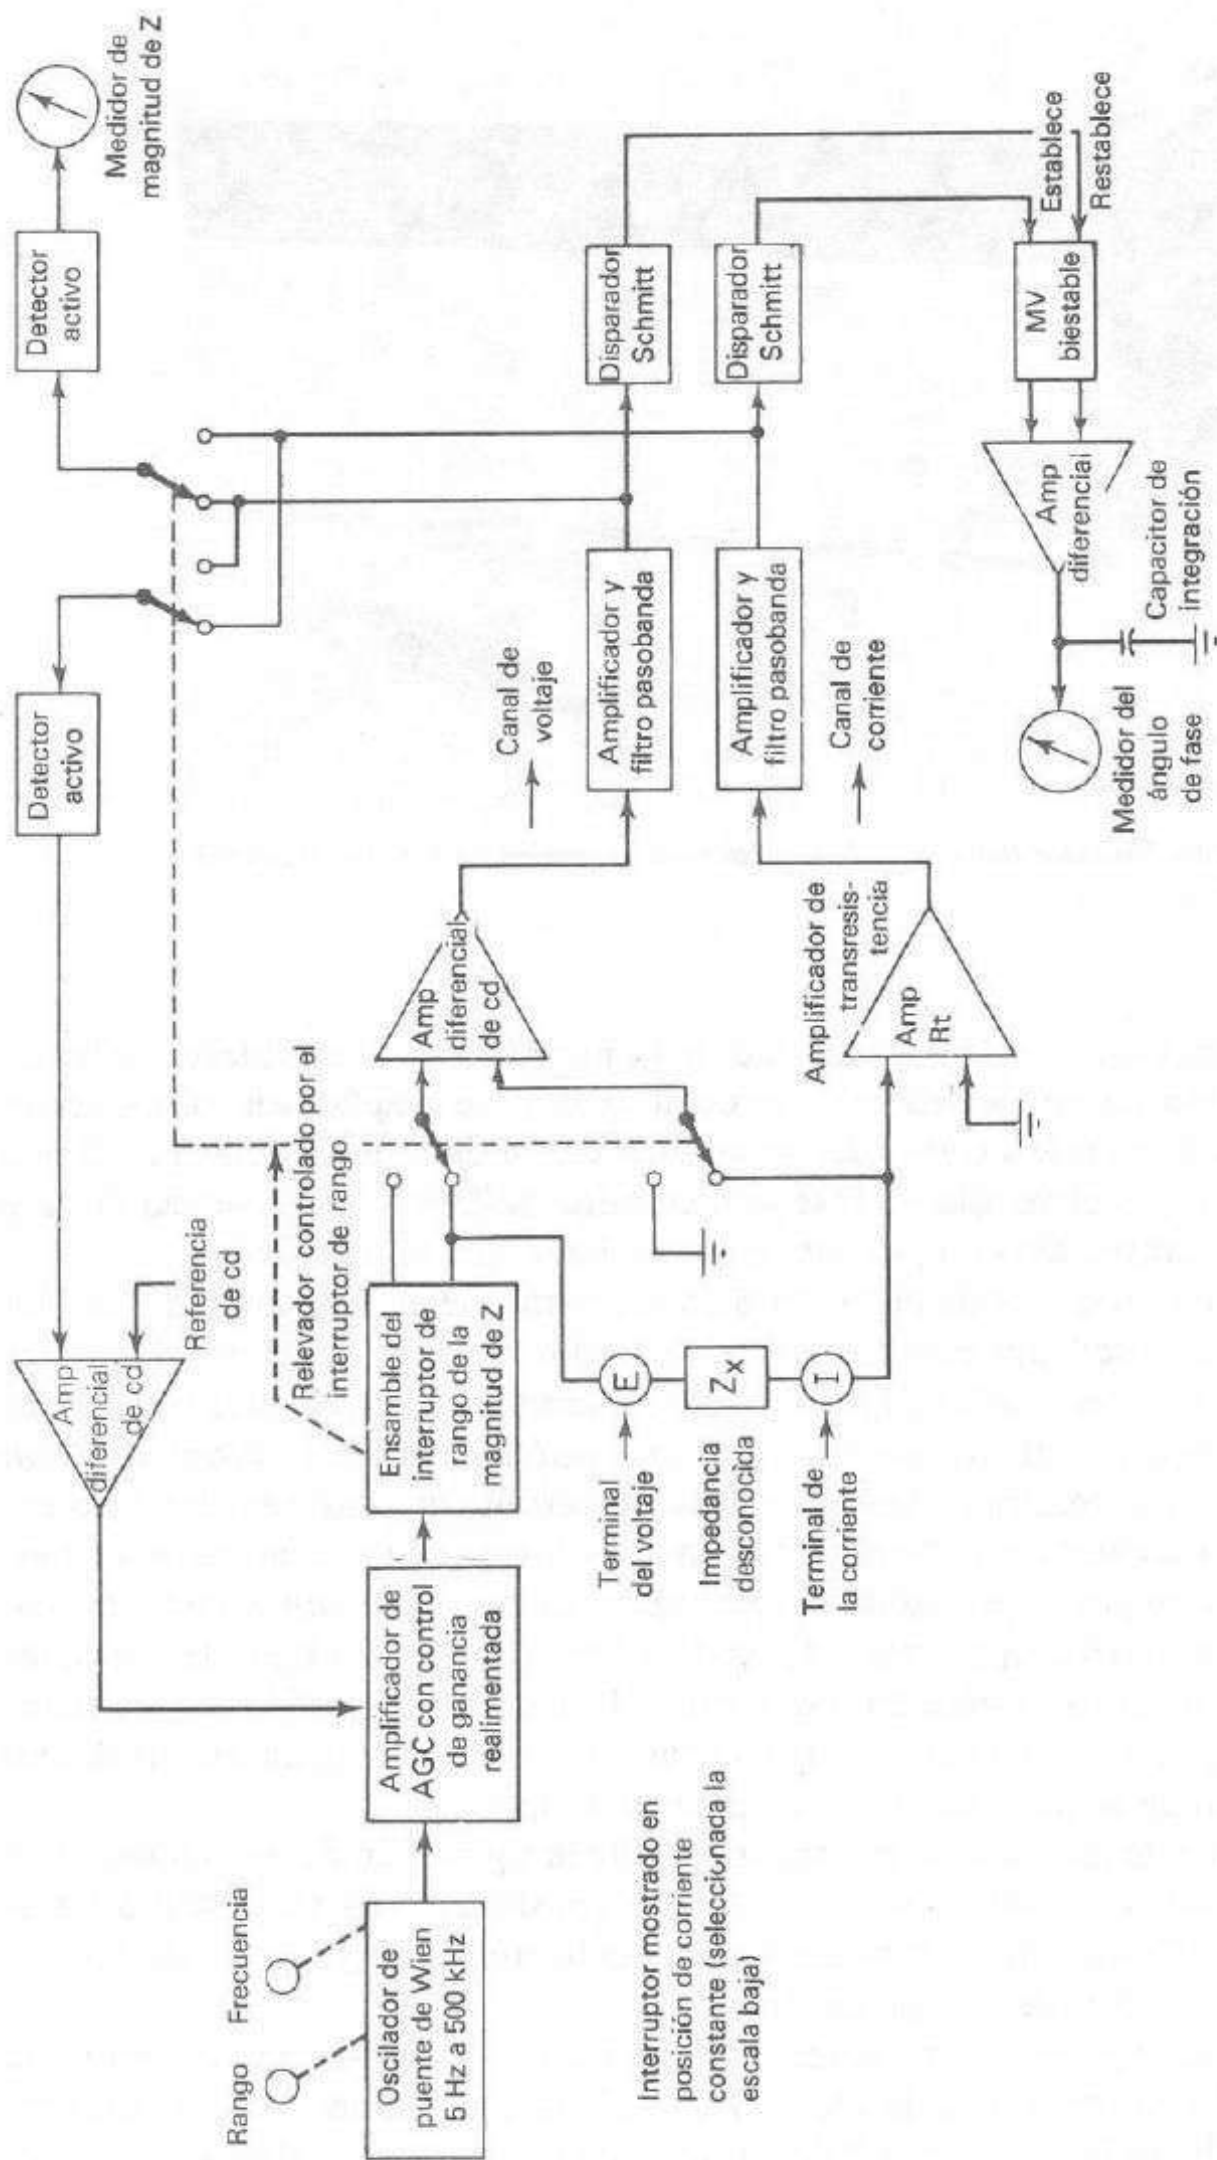 Rango
Frecuencia
Oscilador de
puente de Wien
5 Hz a 500 kHz
Amplificador de
AGC con control
de ganancia
realimentada
Ensamble del
interruptor de
rango de la
magnitud de Z
Amp
diferencial
de cd
Referencia
de cd
Relevador controlado por el
interruptor de rango
Detector
activo
Detector
activo
Medidor de
magnitud de Z
Amp
diferencial
de cd
Canal de
voltaje
Amplificador y
filtro pasobanda
Disparador
Schmitt
Terminal
del voltaje
E
Impedancia
desconocida
Zx
Terminal de
la corriente
I
Amplificador de
transresis-
tencia
Amp
Rt
Canal de
corriente
Amplificador y
filtro pasobanda
Disparador
Schmitt
Establece
Restablece
MV
biestable
Amp
diferencial
Capacitor de
integración
Medidor del
ángulo
de fase
Interruptor mostrado en
posición de corriente
constante (seleccionada la
escala baja)